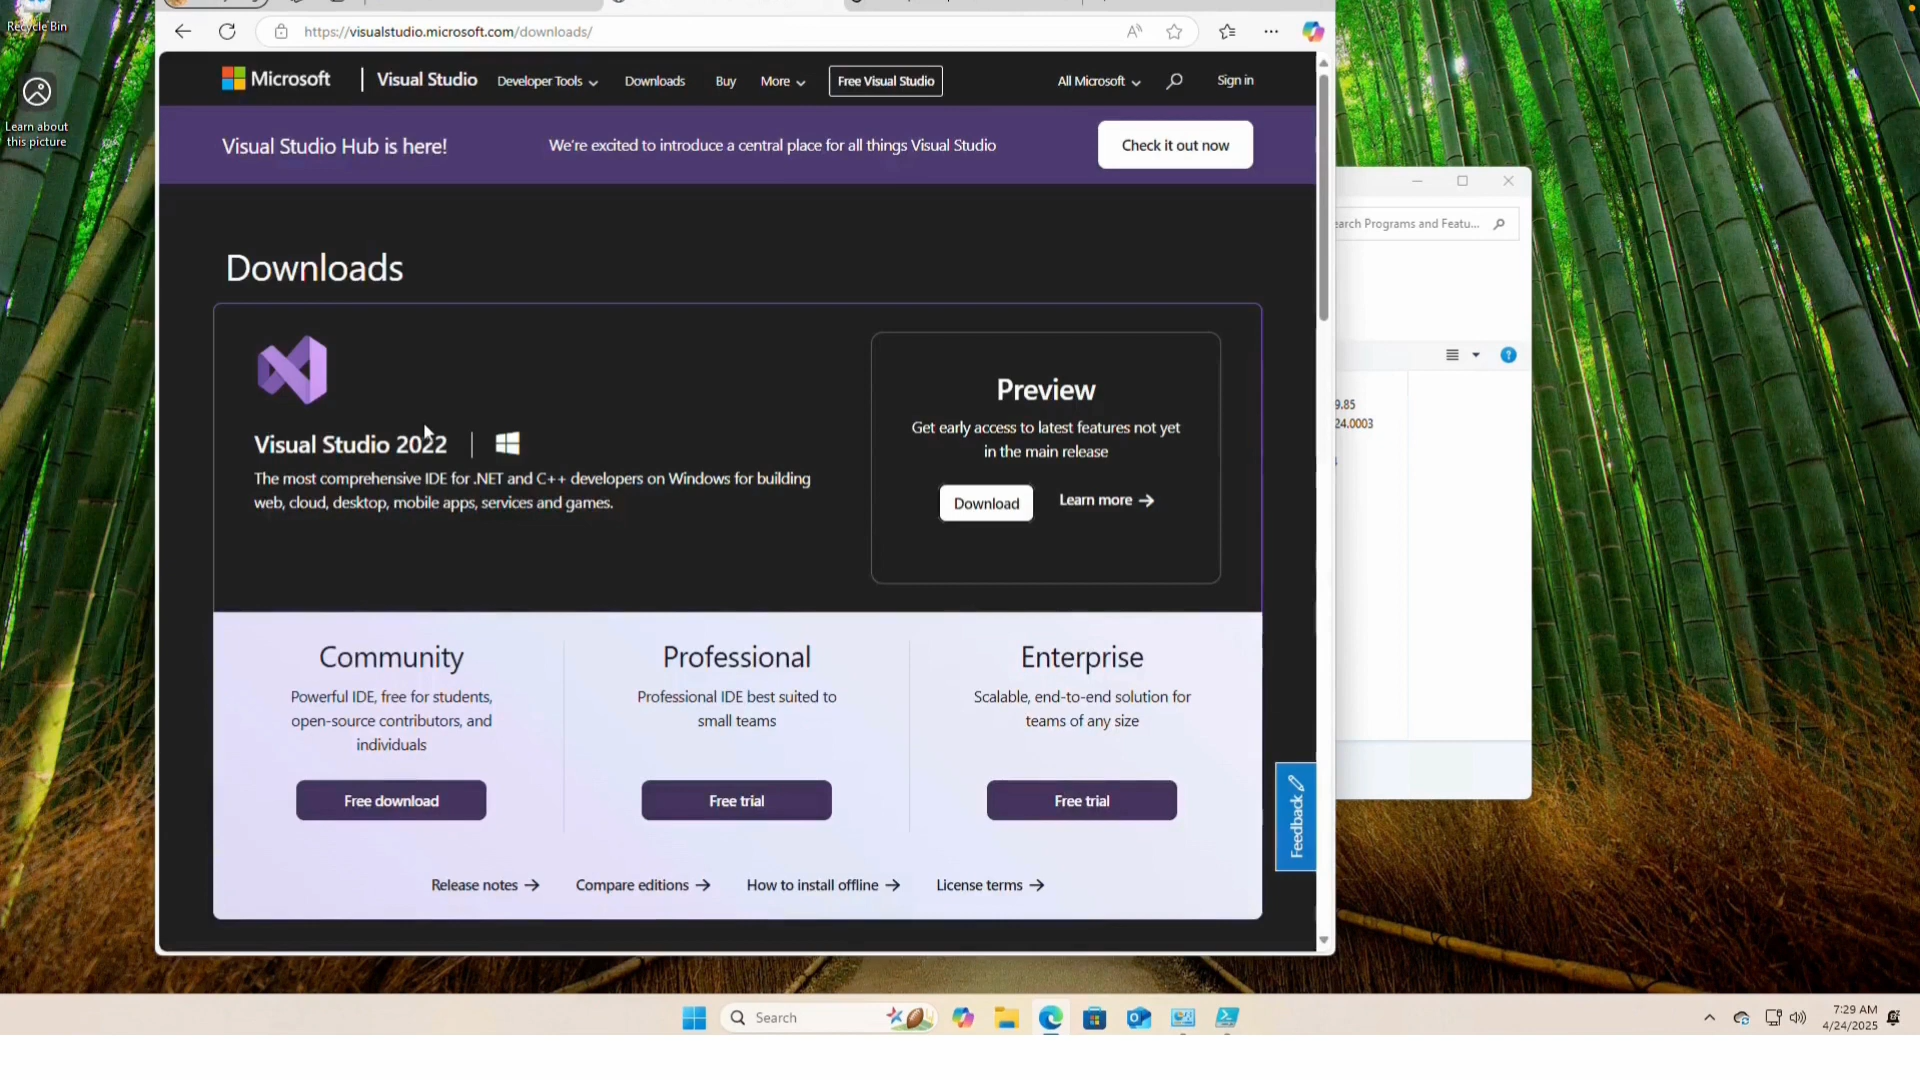 Recycle Bin
Learn about
this picture
https://visualstudio.microsoft.com/downloads/
Microsoft
Visual Studio
Developer Tools
Downloads
Buy
More
Free Visual Studio
All Microsoft
Sign in
Visual Studio Hub is here!
We're excited to introduce a central place for all things Visual Studio
Check it out now
Downloads
Visual Studio 2022
The most comprehensive IDE for .NET and C++ developers on Windows for building
web, cloud, desktop, mobile apps, services and games.
Preview
Get early access to latest features not yet
in the main release
Download
Learn more
Community
Powerful IDE, free for students,
open-source contributors, and
individuals
Free download
Professional
Professional IDE best suited to
small teams
Free trial
Enterprise
Scalable, end-to-end solution for
teams of any size
Free trial
Release notes
Compare editions
How to install offline
License terms
Feedback
earch Programs and Featu...
9.85
24.0003
Search
7:29 AM
4/24/2025